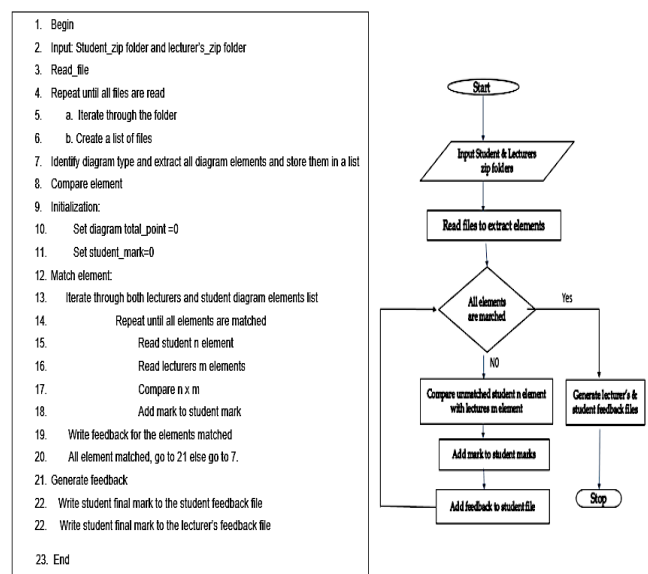 1. Begin
2. Input: Student_zip folder and lecturer's_zip folder
3. Read_file
4. Repeat until all files are read
5. a. Iterate through the folder
6. b. Create a list of files
7. Identify diagram type and extract all diagram elements and store them in a list
8. Compare element
9. Initialization:
10. Set diagram total_point =0
11. Set student_mark=0
12. Match element:
13. Iterate through both lecturers and student diagram elements list
14. Repeat until all elements are matched
15. Read student n element
16. Read lecturers m elements
17. Compare n x m
18. Add mark to student mark
19. Write feedback for the elements matched
20. All element matched, go to 21 else go to 7.
21. Generate feedback
22. Write student final mark to the student feedback file
22. Write student final mark to the lecturer's feedback file
23. End
Start
Input Student & Lecturers
zip folders
Read files to extract elements
All elements
are marched
Yes
NO
Compare unmatched student n element
with lectures m element
Generate lecturer's &
student feedback files
Add mark to student marks
Add feedback to student file
Stop